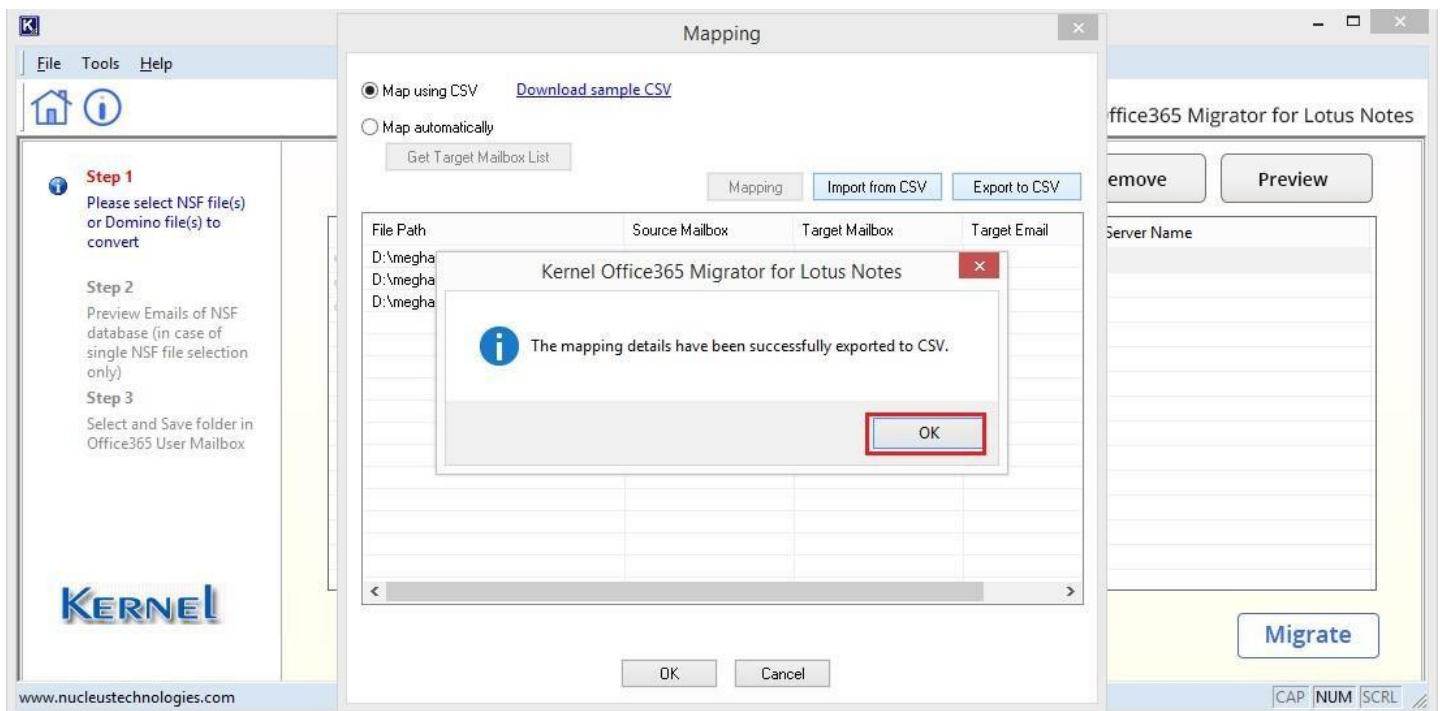 K
Mapping
File Tools Help
Map using CSV Download sample CSV
Map automatically
Get Target Mailbox List
ffice365 Migrator for Lotus Notes
Mapping Import from CSV Export to CSV
emove Preview
Step 1
Please select NSF file(s)
or Domino file(s) to
convert
Step 2
Preview Emails of NSF
database (in case of
single NSF file selection
only)
Step 3
Select and Save folder in
Office365 User Mailbox
File Path Source Mailbox Target Mailbox Target Email
Server Name
D:\megha
D:\megha
D:\megha
Kernel Office365 Migrator for Lotus Notes
The mapping details have been successfully exported to CSV.
OK
KERNEL
Migrate
OK Cancel
www.nucleustechnologies.com
CAP NUM SCRL